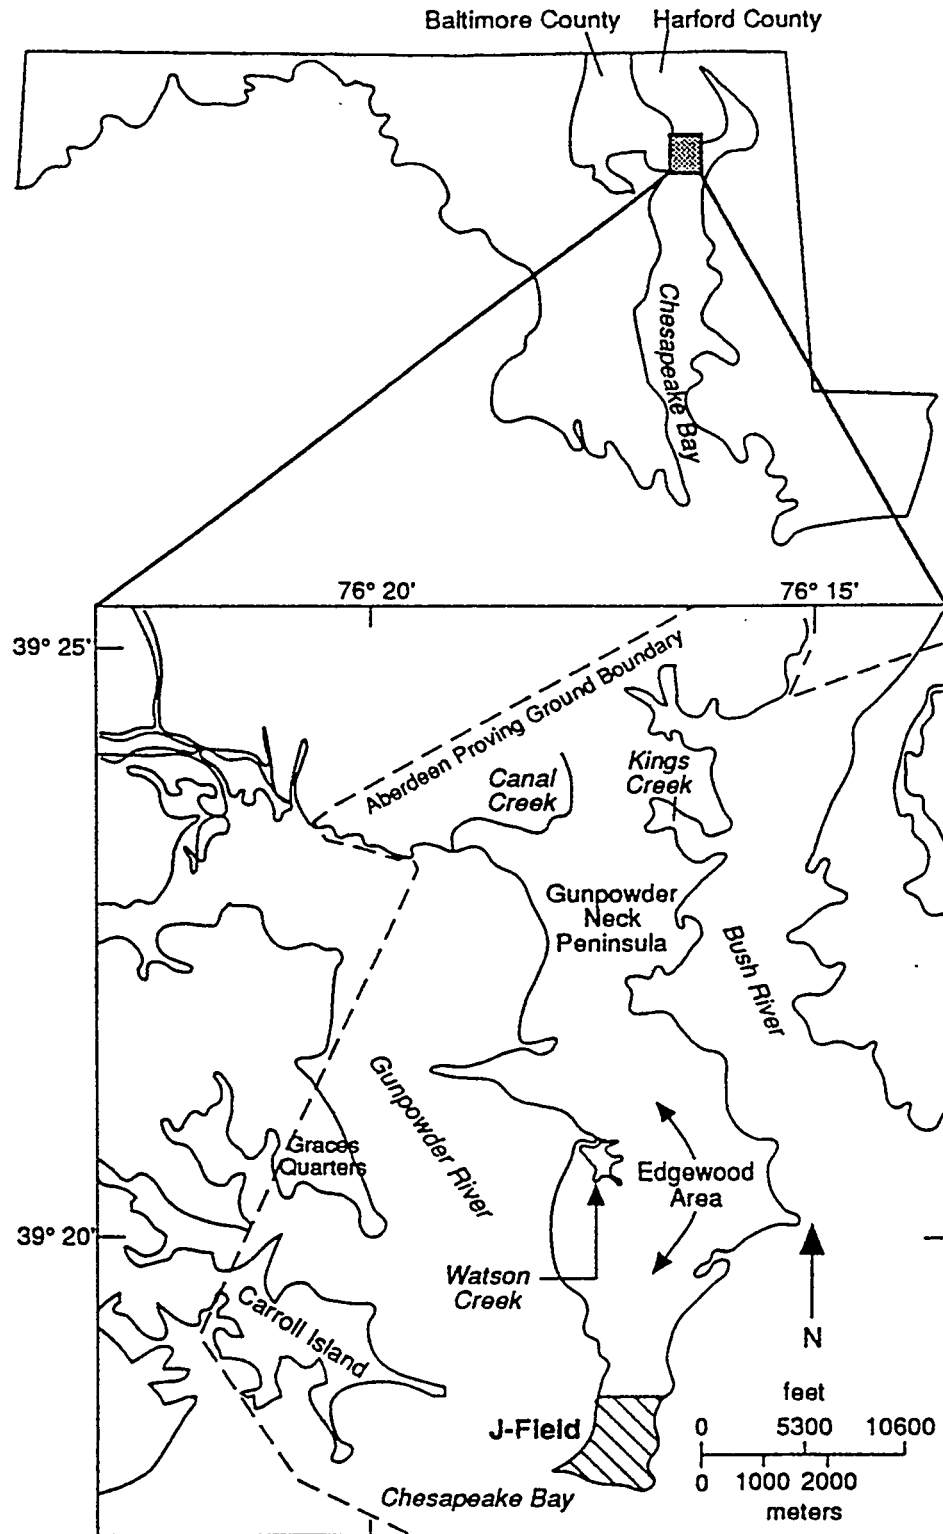 Baltimore County
Harford County
Chesapeake Bay
76° 20'
76° 15'
39° 25'
Aberdeen Proving Ground Boundary
Canal
Creek
Kings
Creek
Gunpowder
Neck
Peninsula
Bush River
Gunpowder River
Graces
Quarters
Edgewood
Area
39° 20'
Watson
Creek
Carroll Island
N
J-Field
feet
0 5300 10600
0 1000 2000
meters
Chesapeake Bay